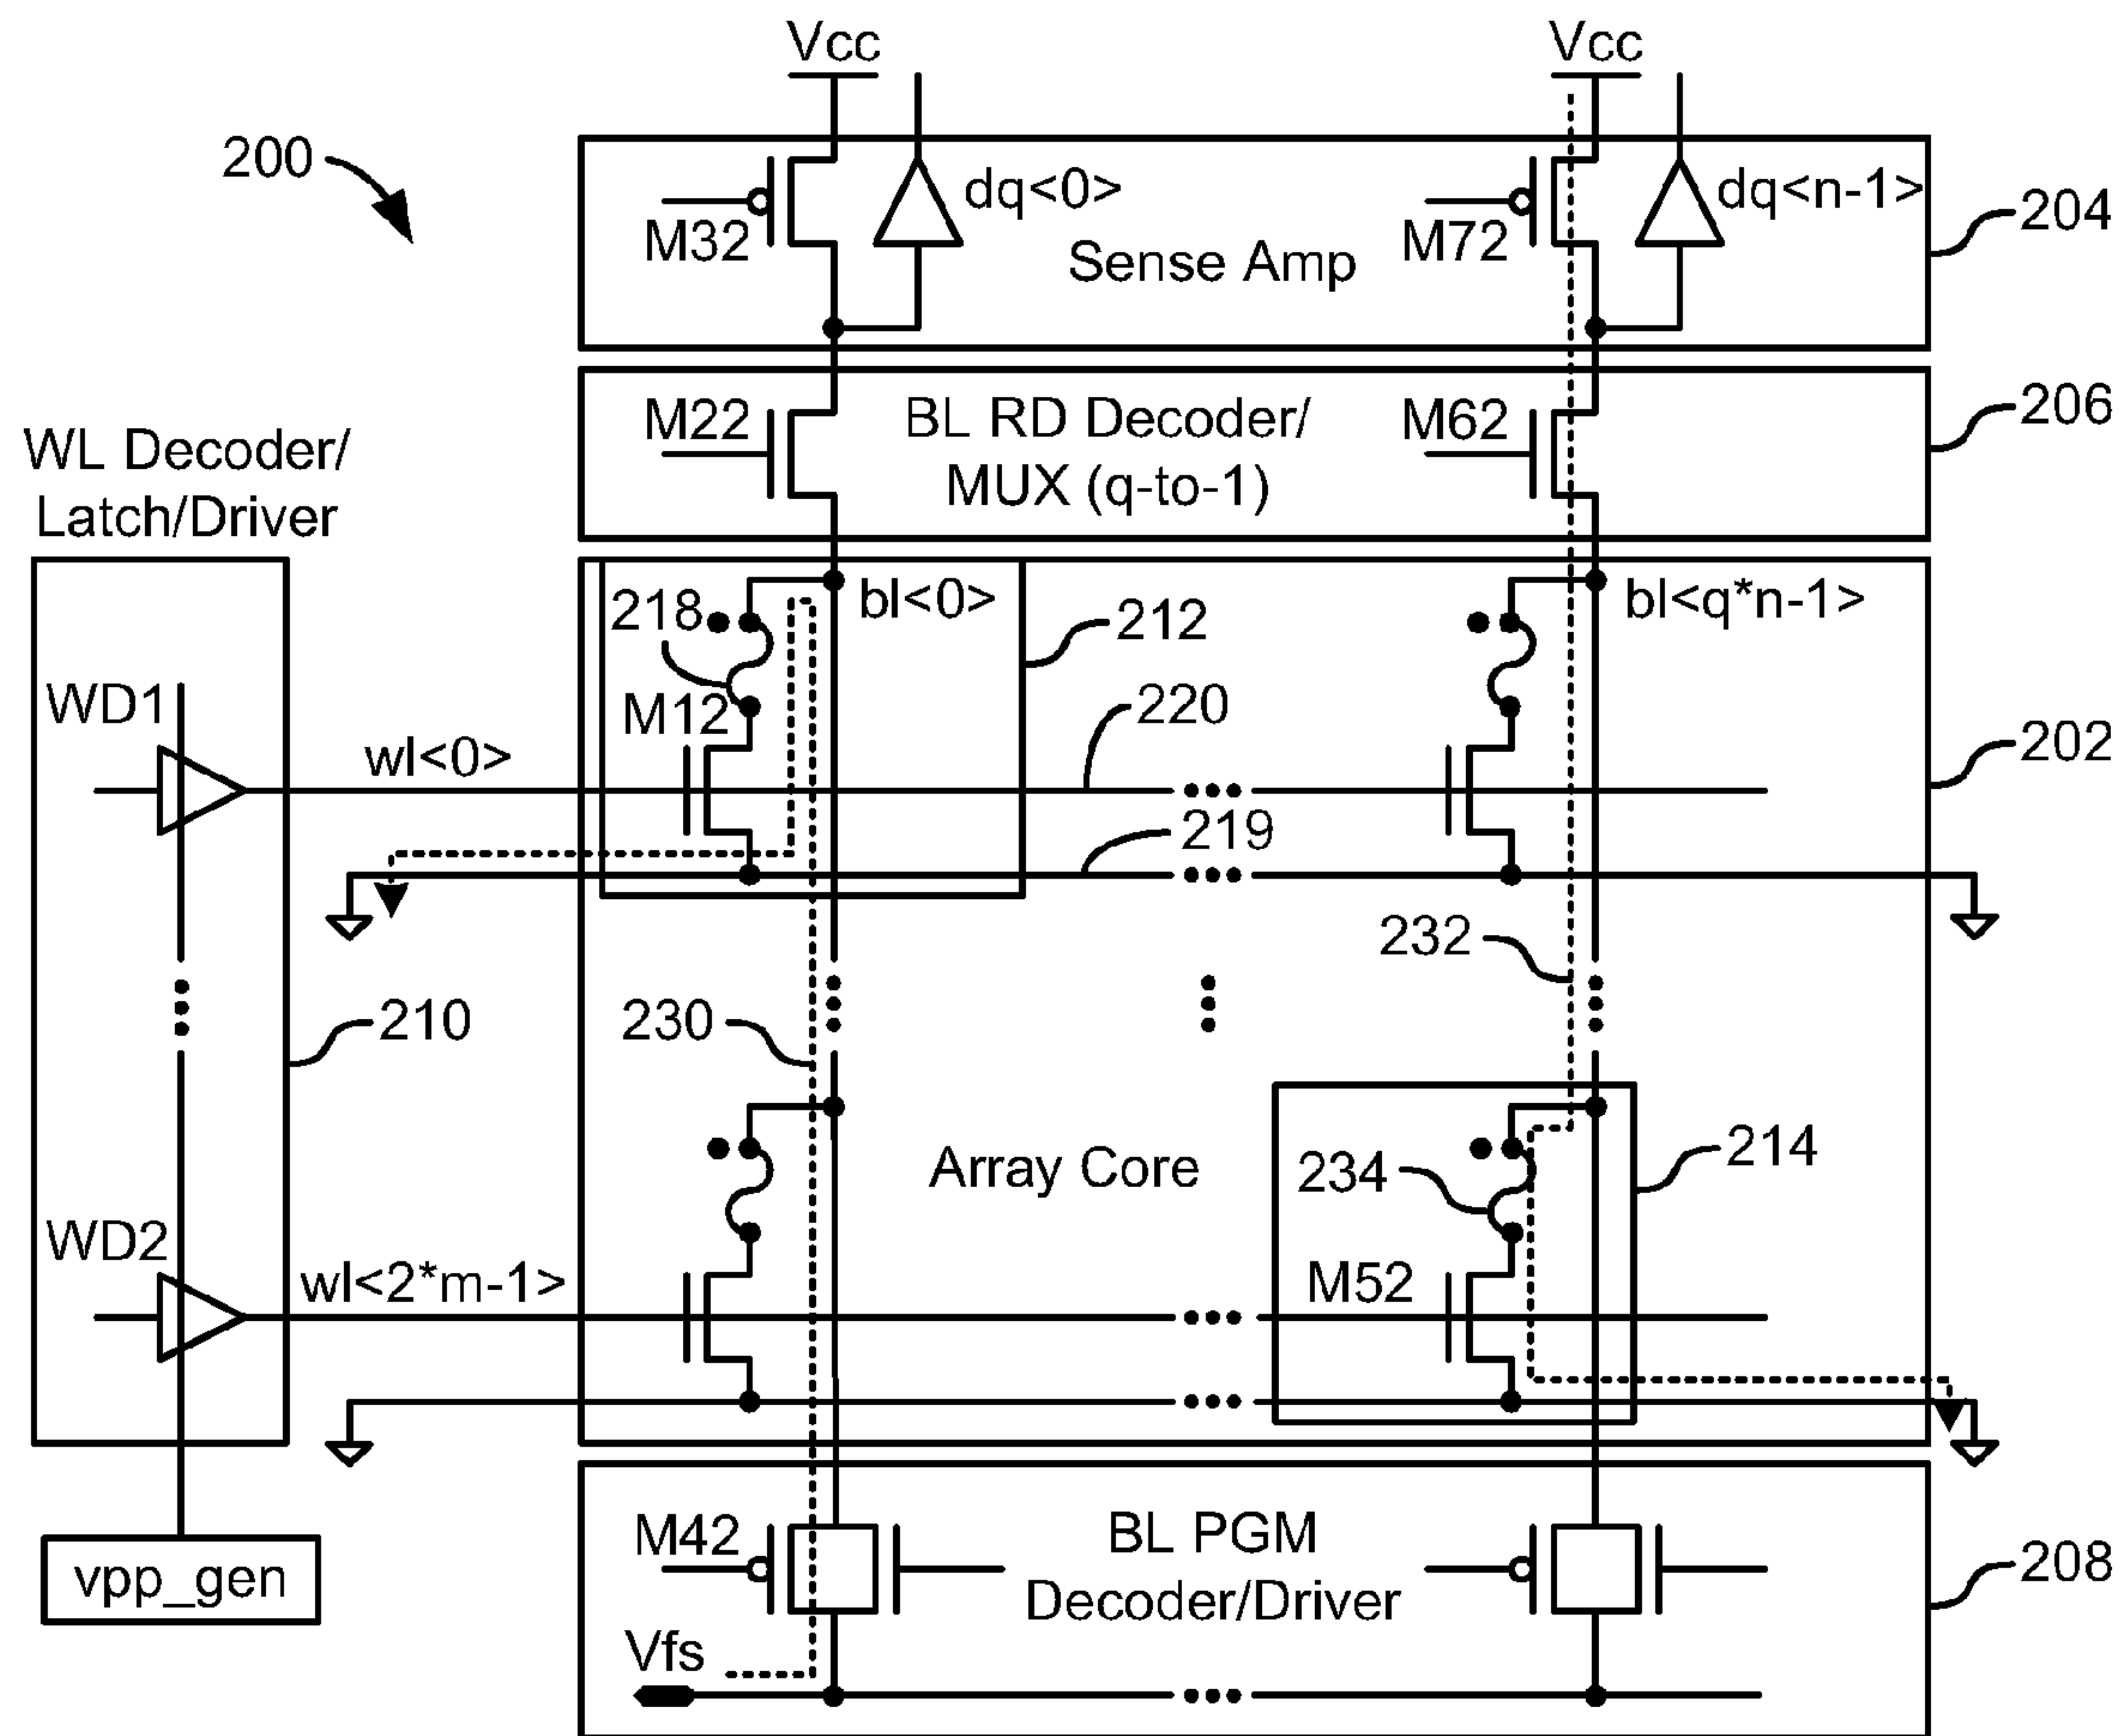 Vcc
Vcc
200
dq<0>
dq<n-1>
204
M32
M72
Sense Amp
206
M22
BL RD Decoder/
M62
MUX (q-to-1)
WL Decoder/
Latch/Driver
218
bl<0>
212
bl<q*n-1>
WD1
M12
220
202
wl<0>
219
232
210
230
214
Array Core
234
WD2
wl<2*m-1>
M52
M42
BL PGM
Decoder/Driver
208
vpp_gen
Vfs